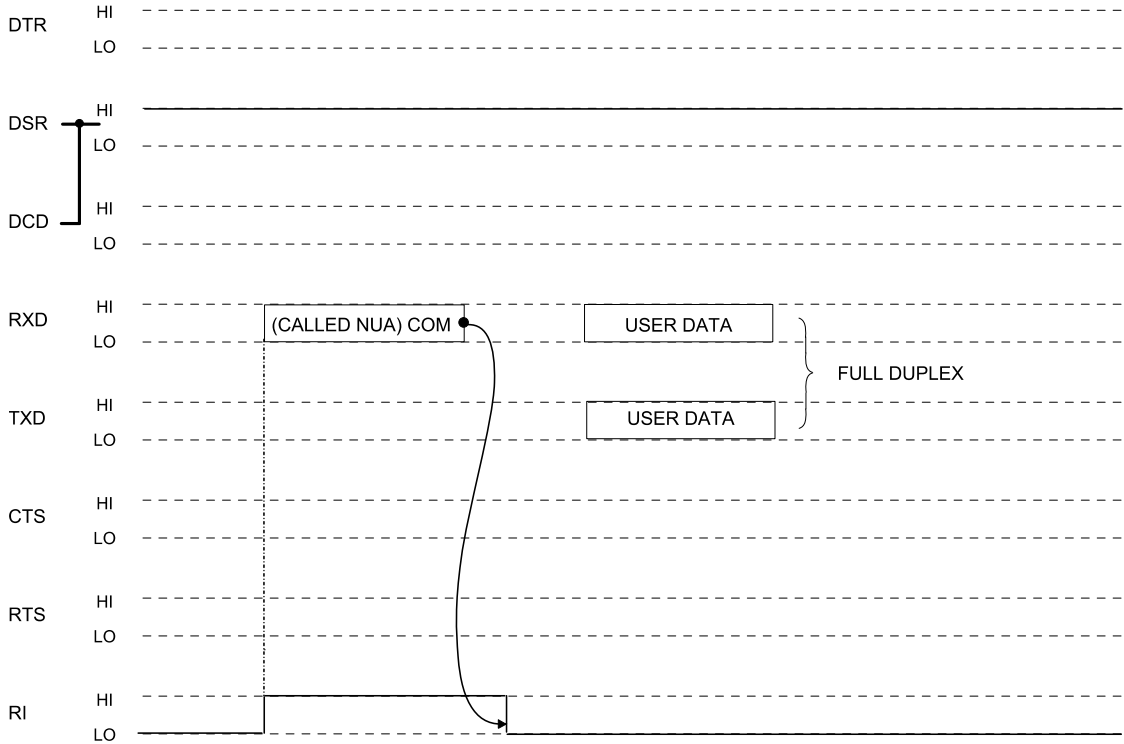 DTR HI
LO
DSR HI
LO
DCD HI
LO
RXD HI (CALLED NUA) COM USER DATA
LO
FULL DUPLEX
TXD HI USER DATA
LO
CTS HI
LO
RTS HI
LO
RI HI
LO